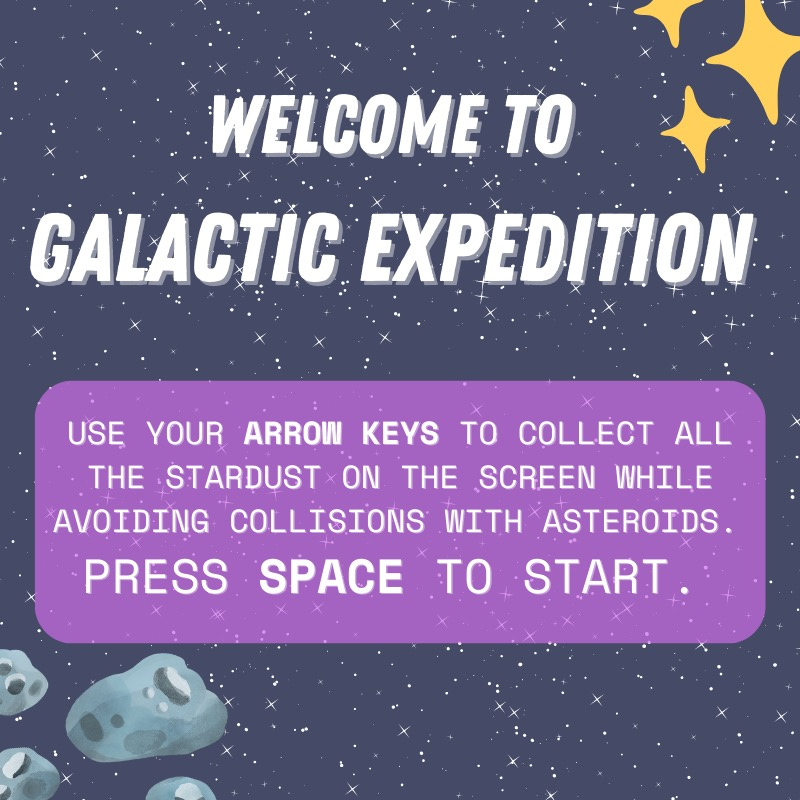 WELCOME TO
GALACTIC EXPEDITION
USE YOUR ARROW KEYS TO COLLECT ALL
THE STARDUST ON THE SCREEN WHILE
AVOIDING COLLISIONS WITH ASTEROIDS.
PRESS SPACE TO START.